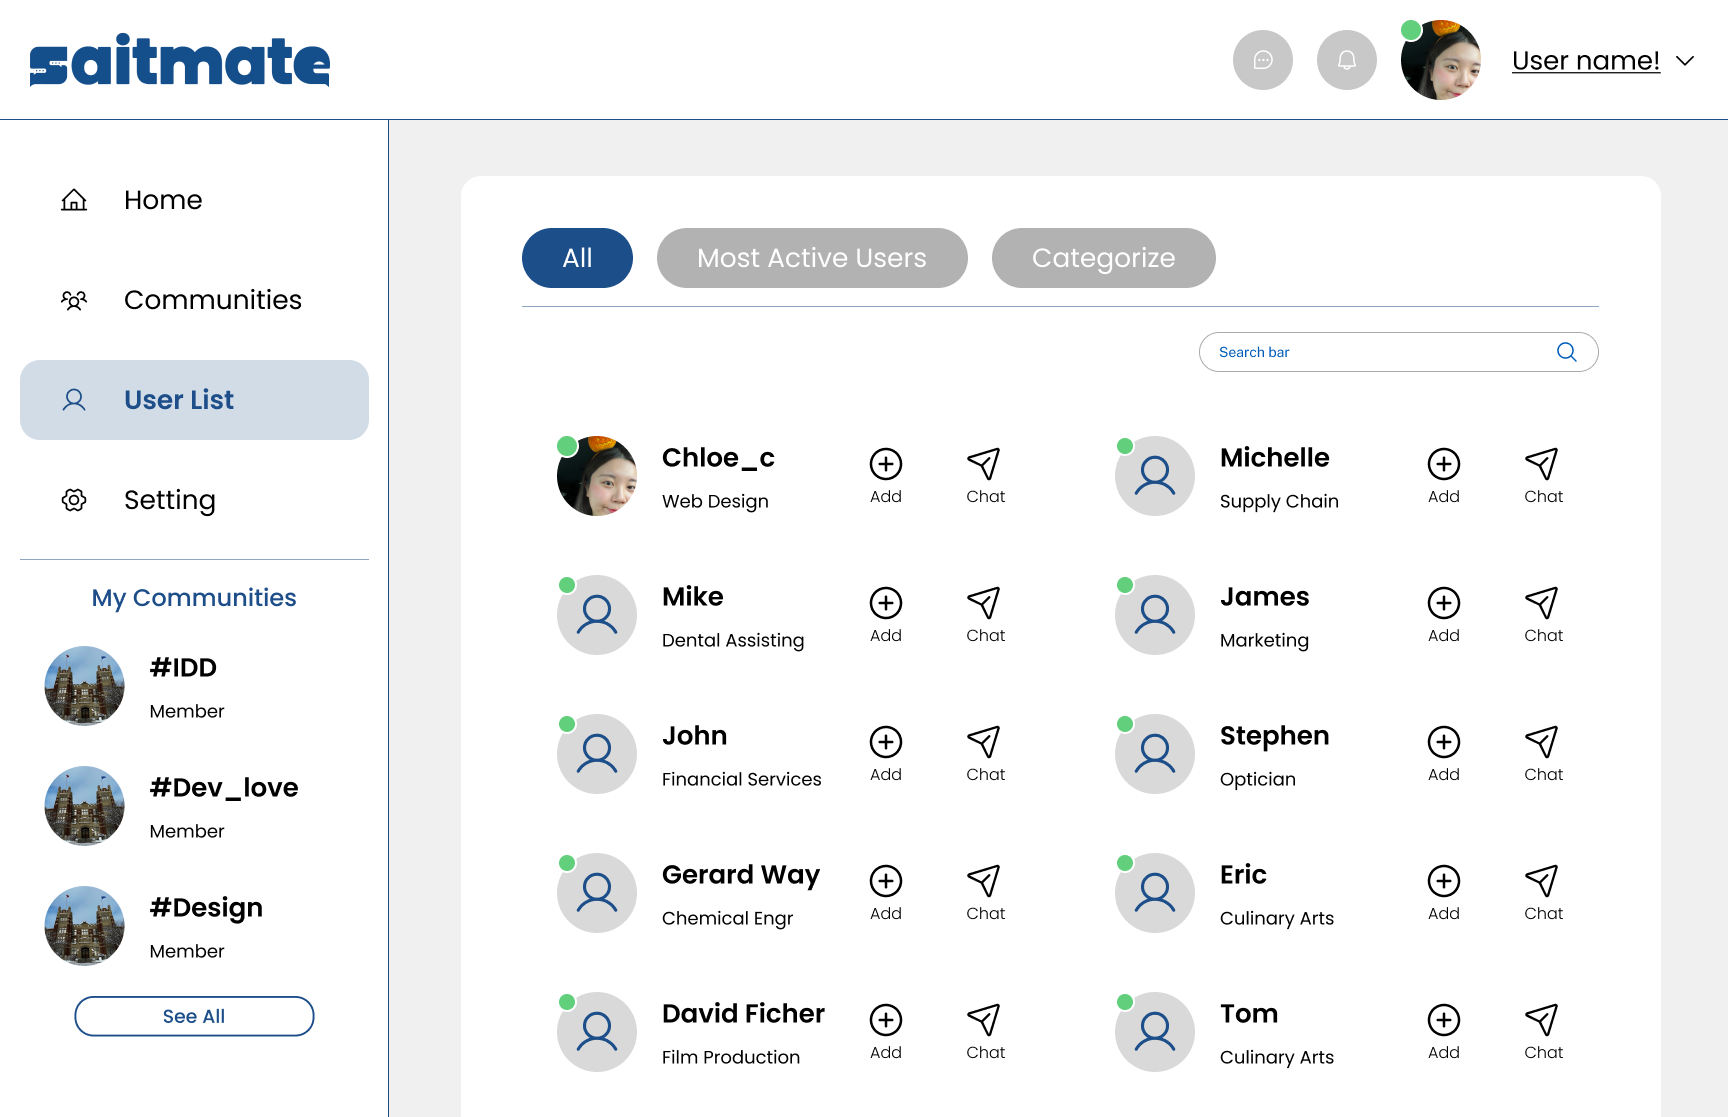 saitmate
User name!
Home
Communities
User List
Setting
My Communities
#IDD
Member
#Dev_love
Member
#Design
Member
See All
All
Most Active Users
Categorize
Search bar
Chloe_c
Web Design
Add
Chat
Michelle
Supply Chain
Add
Chat
Mike
Dental Assisting
Add
Chat
James
Marketing
Add
Chat
John
Financial Services
Add
Chat
Stephen
Optician
Add
Chat
Gerard Way
Chemical Engr
Add
Chat
Eric
Culinary Arts
Add
Chat
David Ficher
Film Production
Add
Chat
Tom
Culinary Arts
Add
Chat